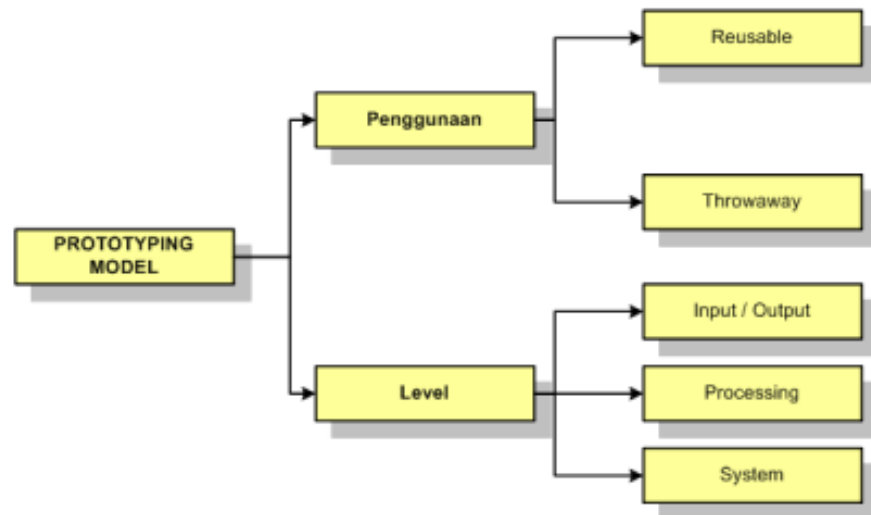 PROTOTYPING
MODEL
Penggunaan
Reusable
Throwaway
Level
Input / Output
Processing
System